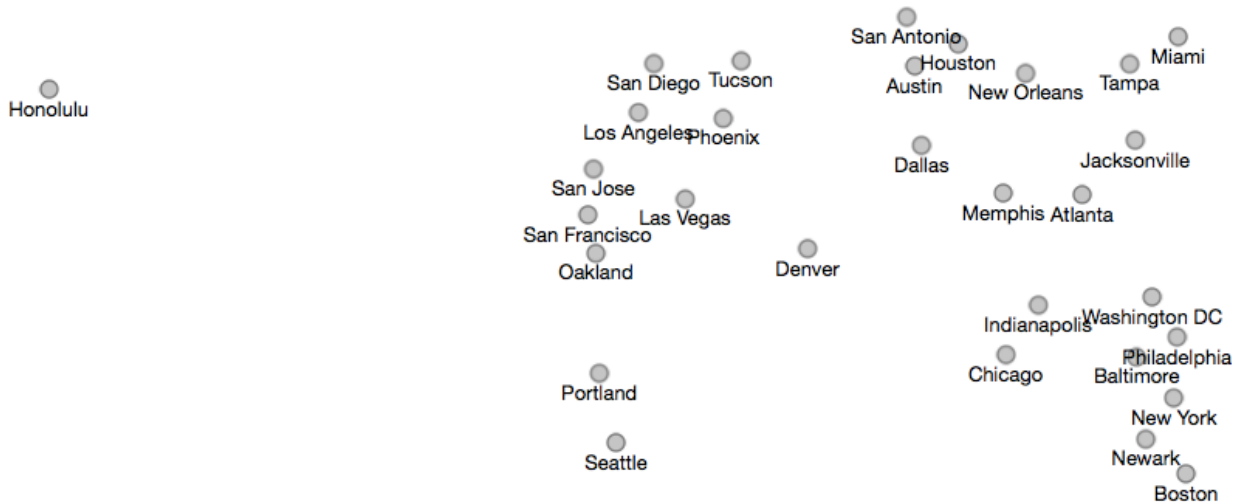 San Antonio
Miami
Houston
San Diego
Tucson
Austin
New Orleans
Tampa
Honolulu
Los Angeles
Phoenix
Dallas
Jacksonville
San Jose
Memphis
Atlanta
Las Vegas
San Francisco
Oakland
Denver
Indianapolis
Washington DC
Philadelphia
Chicago
Baltimore
Portland
New York
Newark
Seattle
Boston